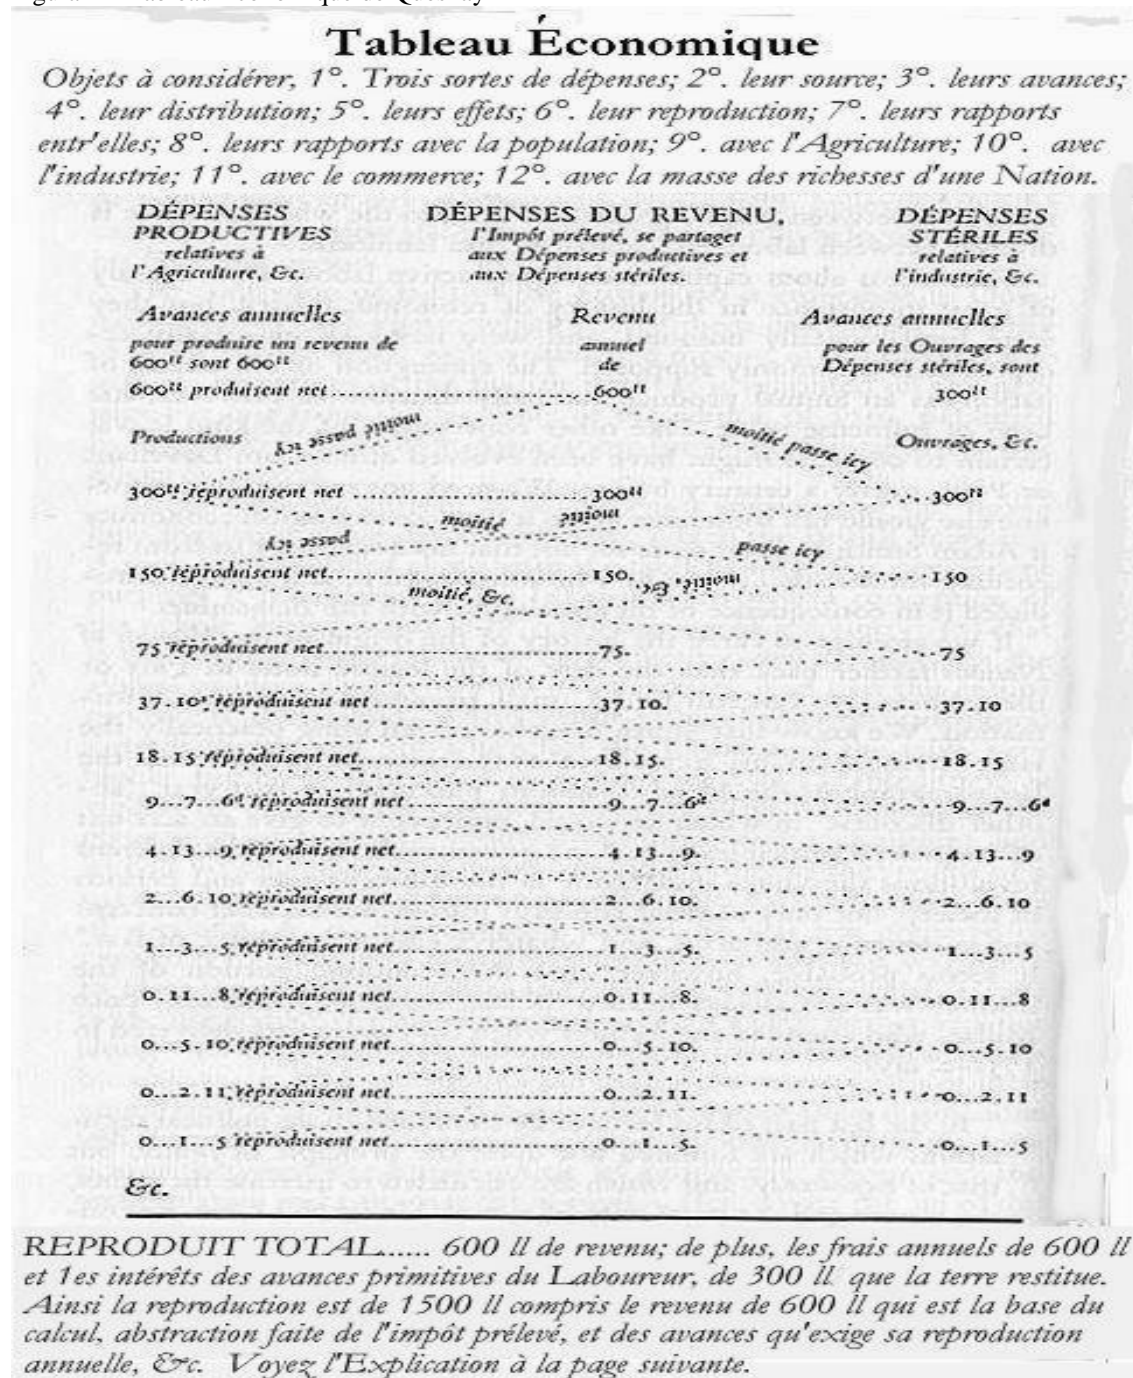 Tableau Économique
Objets à considérer, 1°. Trois sortes de dépenses; 2°. leur source; 3°. leurs avances;
4°. leur distribution; 5°. leurs effets; 6°. leur reproduction; 7°. leurs rapports
entr'elles; 8°. leurs rapports avec la population; 9°. avec l'Agriculture; 10°. avec
l'industrie; 11°. avec le commerce; 12°. avec la masse des richesses d'une Nation.
DÉPENSES PRODUCTIVES
relatives à
l'Agriculture, &c.
DÉPENSES DU REVENU,
l'Impôt prélevé, se partaget
aux Dépenses productives et
aux Dépenses stériles.
DÉPENSES STÉRILES
relatives à
l'industrie, &c.
Avances annuelles
pour produire un revenu de
600ll sont 600ll
Revenu
annuel
de
Avances annuelles
pour les Ouvrages des
Dépenses stériles, sont
600ll produisent net 600ll 300ll
Productions moitié passe icy moitié passe icy Ouvrages, &c.
300ll reproduisent net 300ll 300ll
moitié moitié
passe icy passe icy
150 reproduisent net 150. 150
moitié, &c. moitié, &c.
75 reproduisent net 75. 75
37.10s reproduisent net 37.10. 37.10
18.15 reproduisent net 18.15. 18.15
9...7...6d reproduisent net 9...7...6d 9...7...6d
4.13...9 reproduisent net 4.13...9. 4.13...9
2...6.10 reproduisent net 2...6.10. 2...6.10
1...3...5 reproduisent net 1...3...5. 1...3...5
0.11...8 reproduisent net 0.11...8. 0.11...8
0...5.10 reproduisent net 0...5.10. 0...5.10
0...2.11 reproduisent net 0...2.11. 0...2.11
0...1...5 reproduisent net 0...1...5. 0...1...5
&c.
REPRODUIT TOTAL...... 600 ll de revenu; de plus, les frais annuels de 600 ll
et 1es intérêts des avances primitives du Laboureur, de 300 ll que la terre restitue.
Ainsi la reproduction est de 1500 ll compris le revenu de 600 ll qui est la base du
calcul, abstraction faite de l'impôt prélevé, et des avances qu'exige sa reproduction
annuelle, &c. Voyez l'Explication à la page suivante.